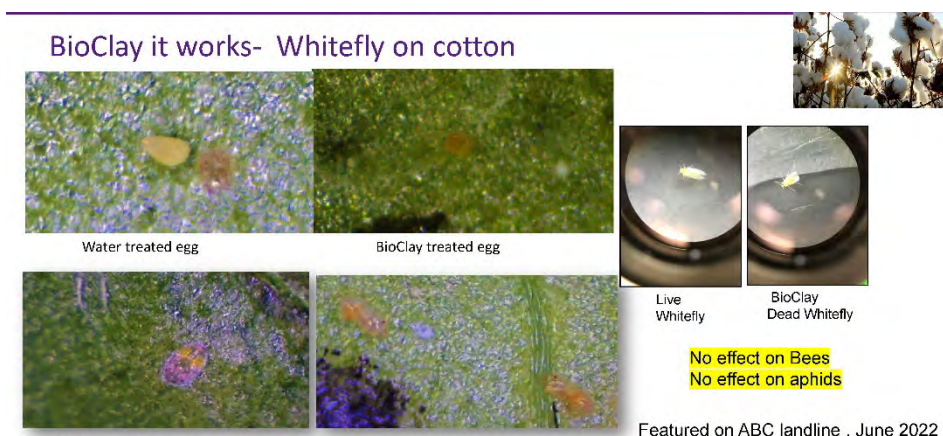 BioClay it works- Whitefly on cotton
Water treated egg
BioClay treated egg
Live
Whitefly
BioClay
Dead Whitefly
No effect on Bees
No effect on aphids
Featured on ABC landline . June 2022